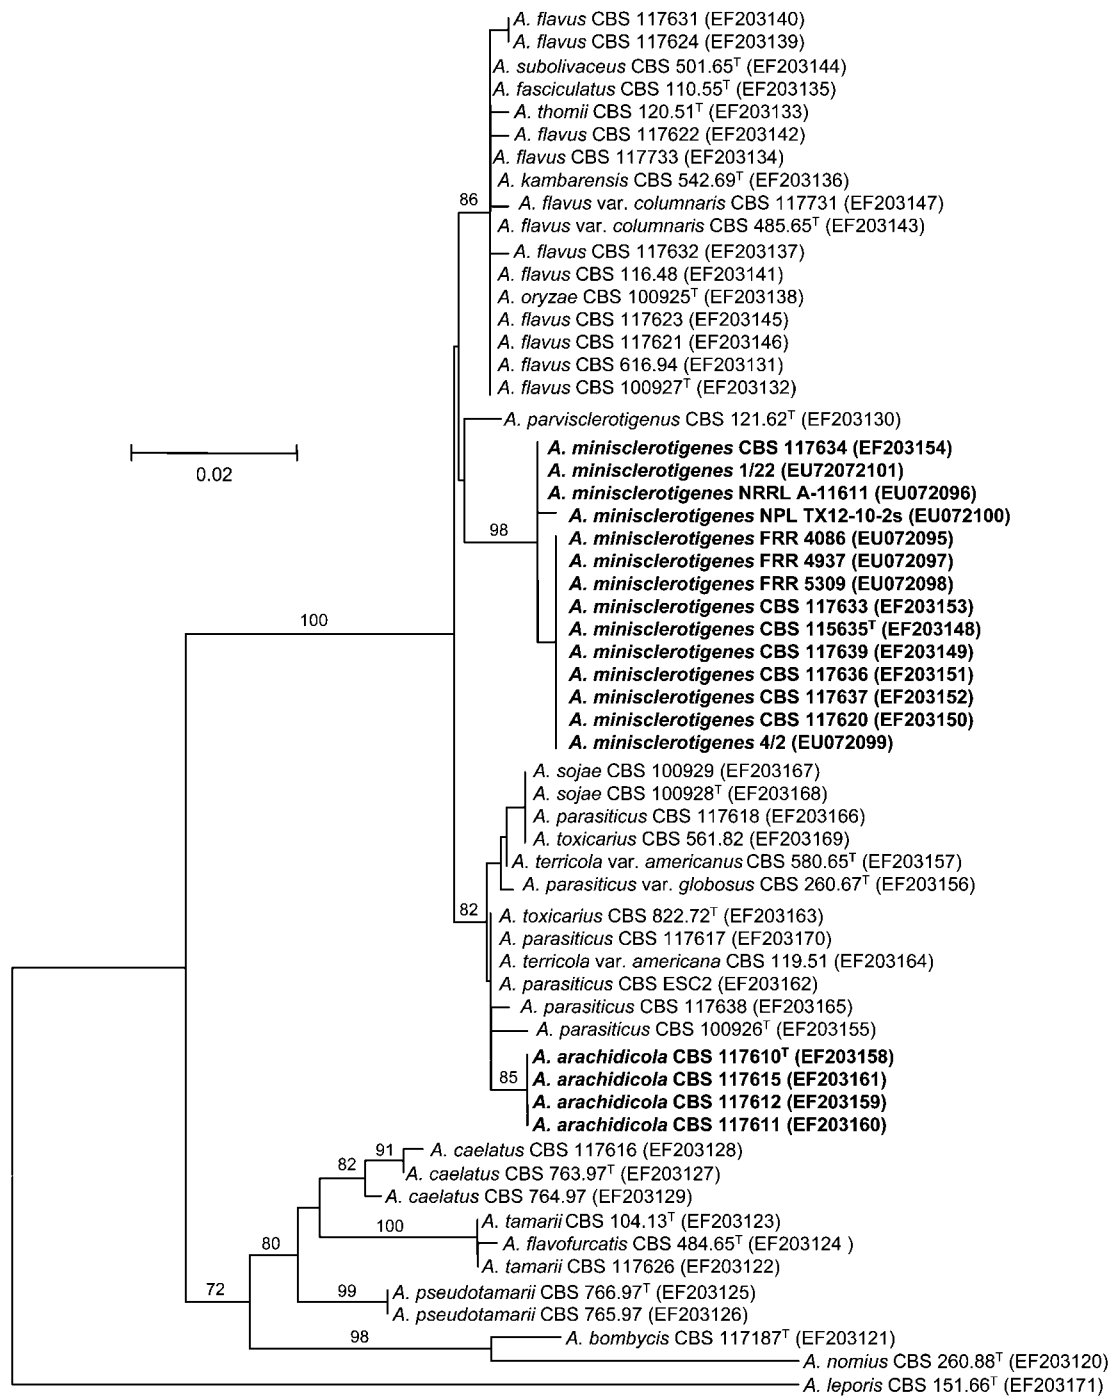 A. flavus CBS 117631 (EF203140)
A. flavus CBS 117624 (EF203139)
A. subolivaceus CBS 501.65ᵀ (EF203144)
A. fasciculatus CBS 110.55ᵀ (EF203135)
A. thomii CBS 120.51ᵀ (EF203133)
A. flavus CBS 117622 (EF203142)
A. flavus CBS 117733 (EF203134)
A. kambarensis CBS 542.69ᵀ (EF203136)
86
A. flavus var. columnaris CBS 117731 (EF203147)
A. flavus var. columnaris CBS 485.65ᵀ (EF203143)
A. flavus CBS 117632 (EF203137)
A. flavus CBS 116.48 (EF203141)
A. oryzae CBS 100925ᵀ (EF203138)
A. flavus CBS 117623 (EF203145)
A. flavus CBS 117621 (EF203146)
A. flavus CBS 616.94 (EF203131)
A. flavus CBS 100927ᵀ (EF203132)
A. parvisclerotigenus CBS 121.62ᵀ (EF203130)
A. minisclerotigenes CBS 117634 (EF203154)
A. minisclerotigenes 1/22 (EU72072101)
0.02
A. minisclerotigenes NRRL A-11611 (EU072096)
A. minisclerotigenes NPL TX12-10-2s (EU072100)
98
A. minisclerotigenes FRR 4086 (EU072095)
A. minisclerotigenes FRR 4937 (EU072097)
A. minisclerotigenes FRR 5309 (EU072098)
A. minisclerotigenes CBS 117633 (EF203153)
100
A. minisclerotigenes CBS 115635ᵀ (EF203148)
A. minisclerotigenes CBS 117639 (EF203149)
A. minisclerotigenes CBS 117636 (EF203151)
A. minisclerotigenes CBS 117637 (EF203152)
A. minisclerotigenes CBS 117620 (EF203150)
A. minisclerotigenes 4/2 (EU072099)
A. sojae CBS 100929 (EF203167)
A. sojae CBS 100928ᵀ (EF203168)
A. parasiticus CBS 117618 (EF203166)
A. toxicarius CBS 561.82 (EF203169)
A. terricola var. americanus CBS 580.65ᵀ (EF203157)
A. parasiticus var. globosus CBS 260.67ᵀ (EF203156)
82
A. toxicarius CBS 822.72ᵀ (EF203163)
A. parasiticus CBS 117617 (EF203170)
A. terricola var. americana CBS 119.51 (EF203164)
A. parasiticus CBS ESC2 (EF203162)
A. parasiticus CBS 117638 (EF203165)
A. parasiticus CBS 100926ᵀ (EF203155)
A. arachidicola CBS 117610ᵀ (EF203158)
85
A. arachidicola CBS 117615 (EF203161)
A. arachidicola CBS 117612 (EF203159)
A. arachidicola CBS 117611 (EF203160)
91
A. caelatus CBS 117616 (EF203128)
82
A. caelatus CBS 763.97ᵀ (EF203127)
A. caelatus CBS 764.97 (EF203129)
A. tamarii CBS 104.13ᵀ (EF203123)
100
A. flavofurcatis CBS 484.65ᵀ (EF203124 )
80
A. tamarii CBS 117626 (EF203122)
72
99
A. pseudotamarii CBS 766.97ᵀ (EF203125)
A. pseudotamarii CBS 765.97 (EF203126)
98
A. bombycis CBS 117187ᵀ (EF203121)
A. nomius CBS 260.88ᵀ (EF203120)
A. leporis CBS 151.66ᵀ (EF203171)